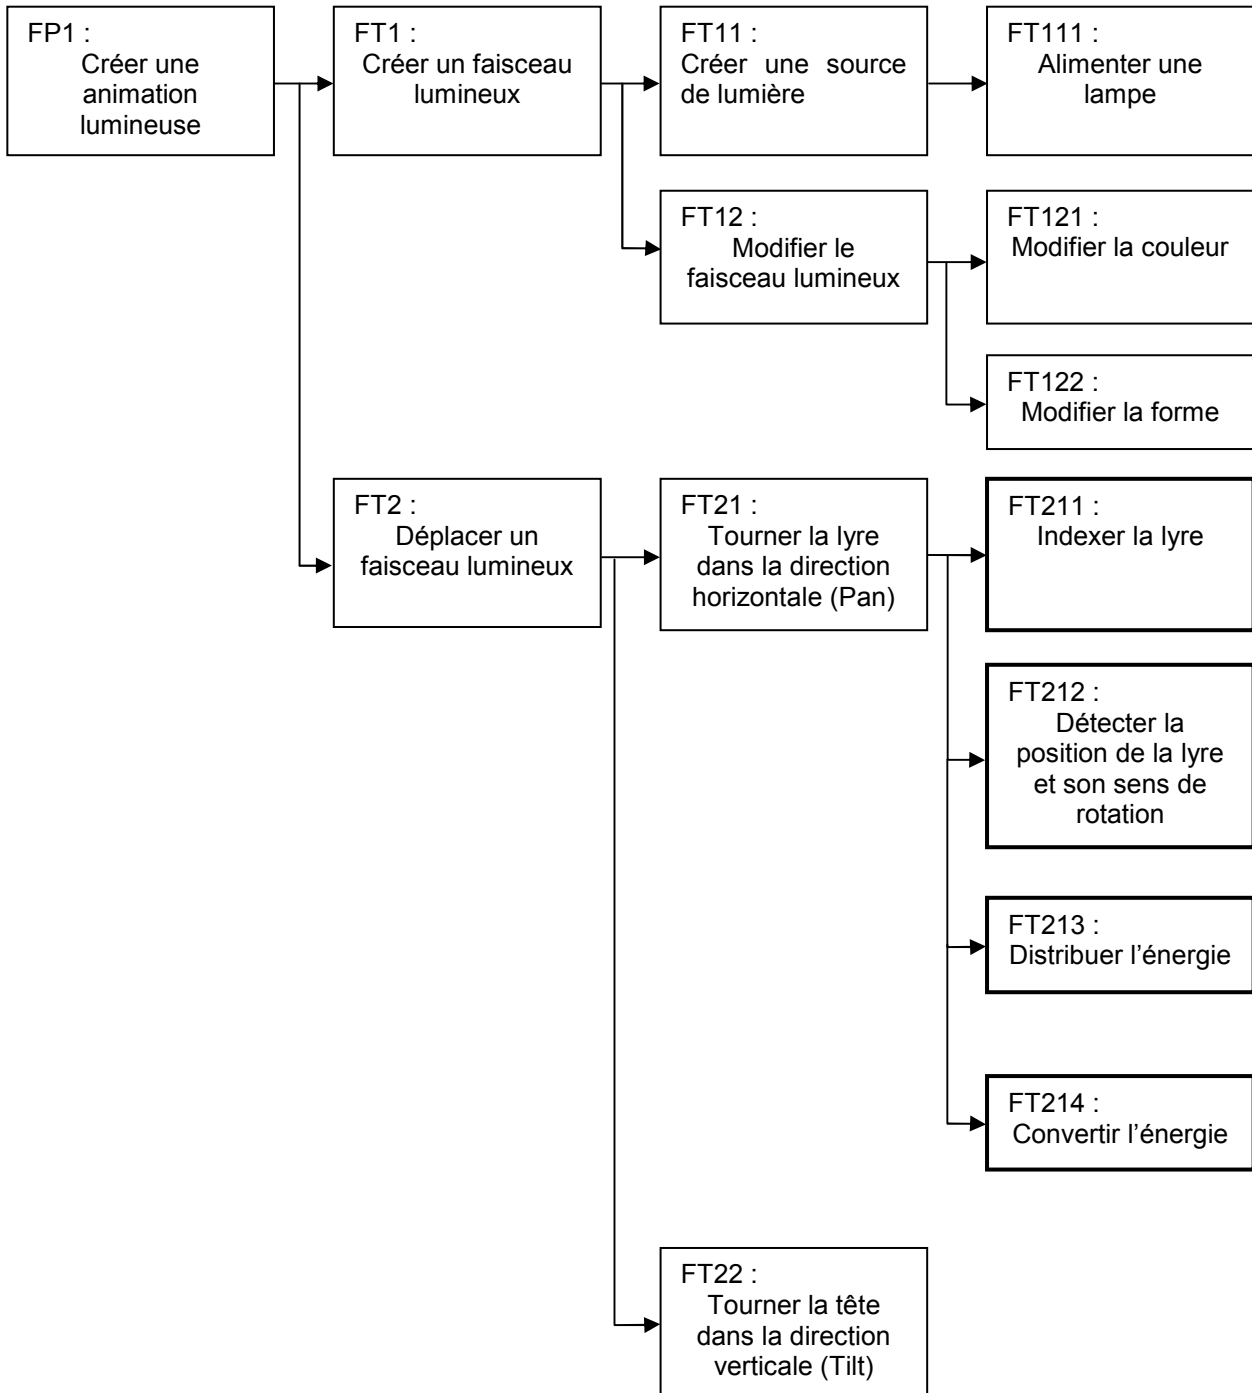 FP1 :
Créer une
animation
lumineuse
FT1 :
Créer un faisceau
lumineux
FT11 :
Créer une source
de lumière
FT111 :
Alimenter une
lampe
FT12 :
Modifier le
faisceau lumineux
FT121 :
Modifier la couleur
FT122 :
Modifier la forme
FT2 :
Déplacer un
faisceau lumineux
FT21 :
Tourner la lyre
dans la direction
horizontale (Pan)
FT211 :
Indexer la lyre
FT212 :
Détecter la
position de la lyre
et son sens de
rotation
FT213 :
Distribuer l’énergie
FT214 :
Convertir l’énergie
FT22 :
Tourner la tête
dans la direction
verticale (Tilt)